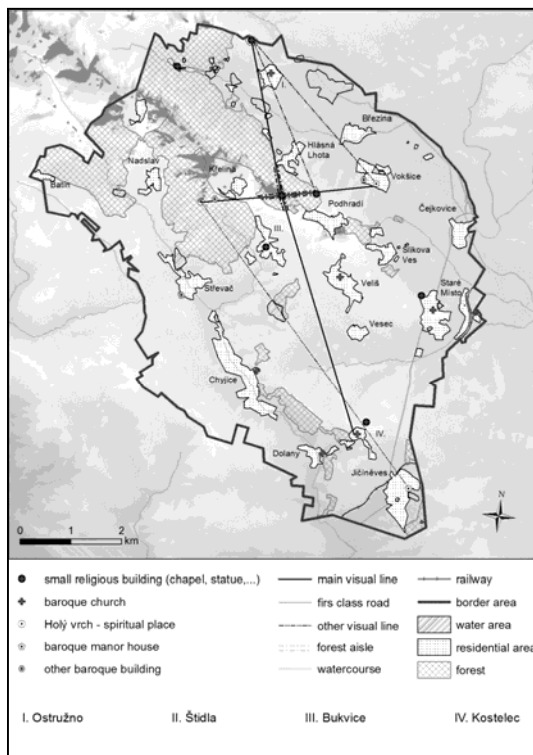 I.
Březina
Hlásná
Lhota
Nadslav
Křelina
Vokšice
II.
Batín
Podhradí
Čejkovice
III.
Šlikova
Ves
Střevač
Veliš
Staré
Místo
Vesec
Chyjice
IV.
Dolany
Jičíněves
N
0 1 2
km
small religious building (chapel, statue,...)
baroque church
Holý vrch - spiritual place
baroque manor house
other baroque building
main visual line
firs class road
other visual line
forest aisle
watercourse
railway
border area
water area
residential area
forest
I. Ostružno II. Štidla III. Bukvice IV. Kostelec